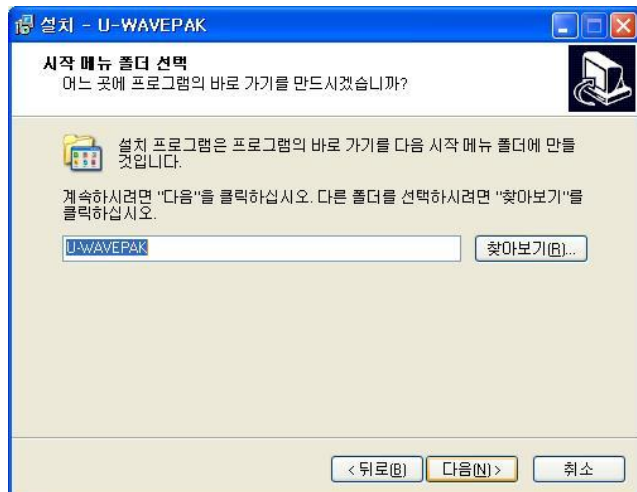 설치 - U-WAVEPAK
시작 메뉴 폴더 선택
어느 곳에 프로그램의 바로 가기를 만드시겠습니까?
설치 프로그램은 프로그램의 바로 가기를 다음 시작 메뉴 폴더에 만들
것입니다.
계속하시려면 "다음"을 클릭하십시오. 다른 폴더를 선택하시려면 "찾아보기"를
클릭하십시오.
U-WAVEPAK
찾아보기(R)...
< 뒤로(B)
다음(N) >
취소